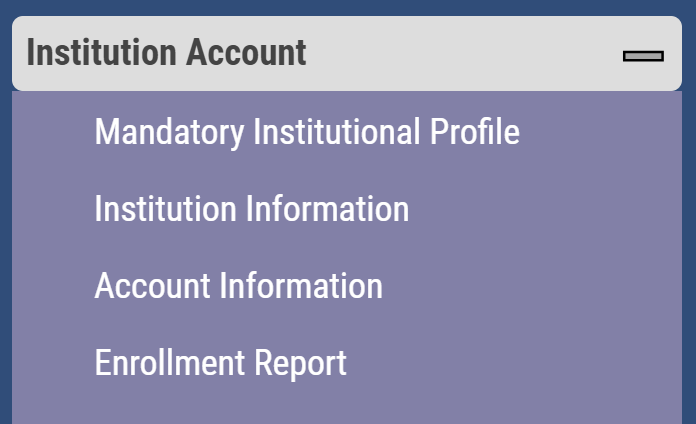 Institution Account
Mandatory Institutional Profile
Institution Information
Account Information
Enrollment Report